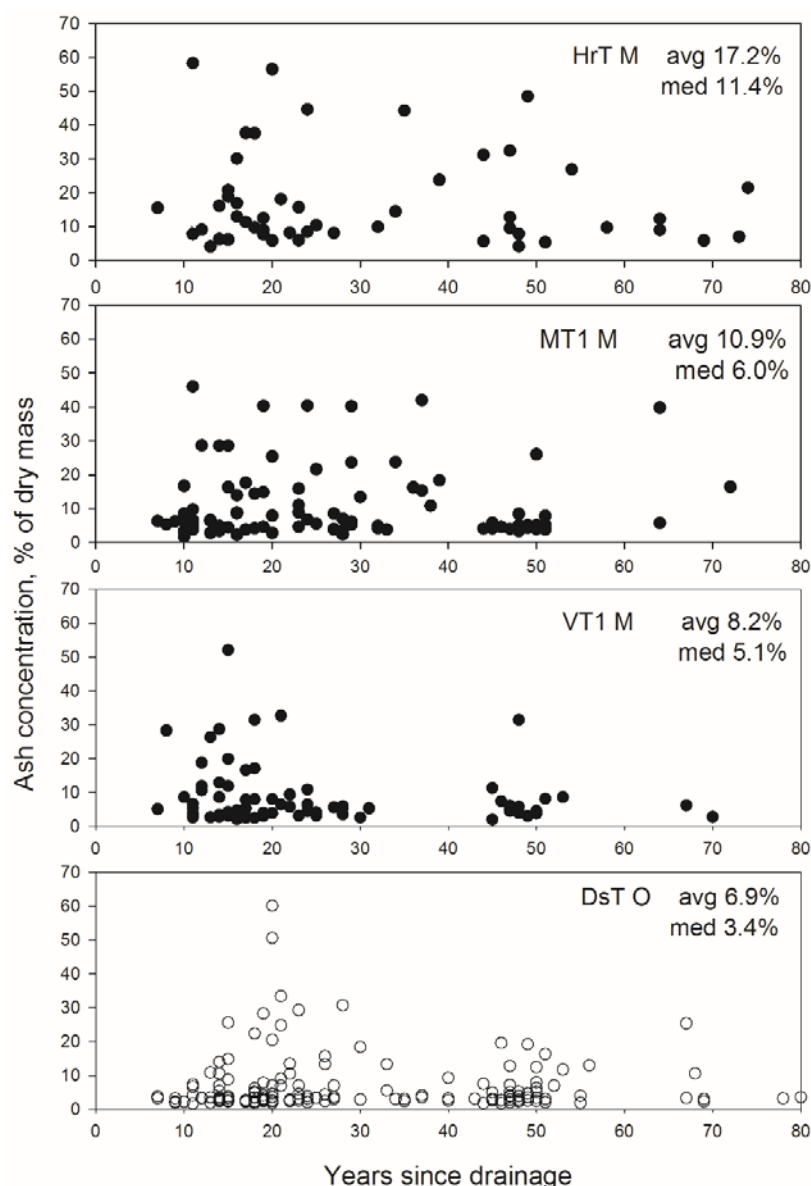 70
60
HrT M avg 17.2%
50
med 11.4%
40
30
20
10
0
0 10 20 30 40 50 60 70 80
70
60
MT1 M avg 10.9%
50
med 6.0%
40
30
20
10
0
0 10 20 30 40 50 60 70 80
Ash concentration, % of dry mass
70
60
VT1 M avg 8.2%
50
med 5.1%
40
30
20
10
0
0 10 20 30 40 50 60 70 80
70
60
DsT O avg 6.9%
50
med 3.4%
40
30
20
10
0
0 10 20 30 40 50 60 70 80
Years since drainage